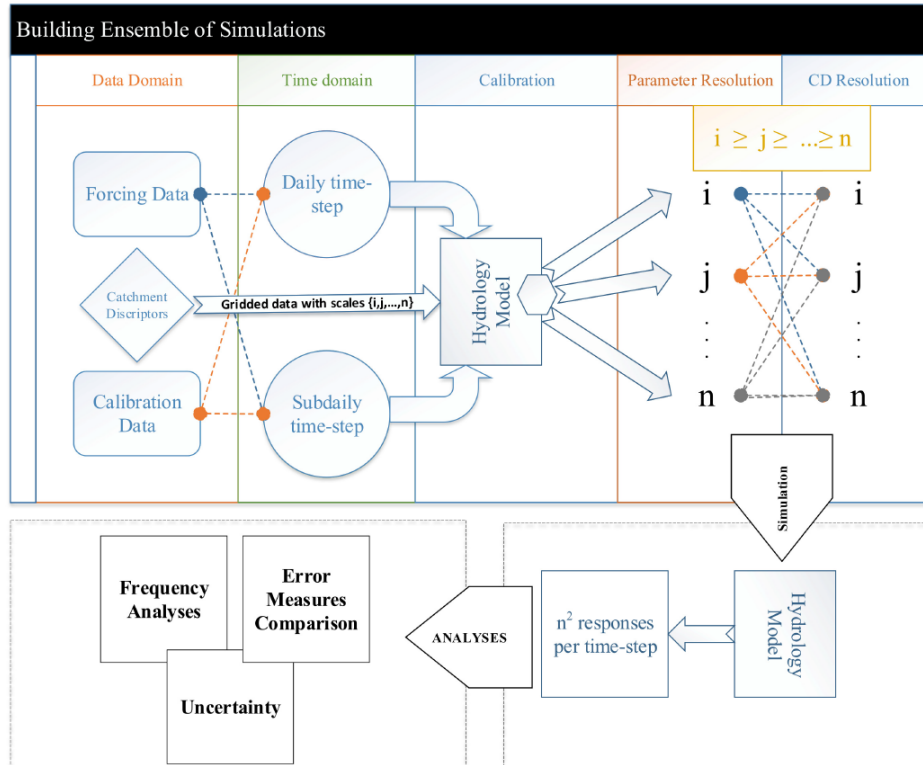 Building Ensemble of Simulations
Data Domain
Time domain
Calibration
Parameter Resolution
CD Resolution
i ≥ j ≥ ...≥ n
Forcing Data
Daily time-
step
i
i
Catchment
Discriptors
Gridded data with scales {i,j,...,n}
Hydrology
Model
j
j
.
.
.
.
.
.
Calibration
Data
Subdaily
time-step
n
n
Simulation
Frequency
Analyses
Error
Measures
Comparison
Uncertainty
ANALYSES
n² responses
per time-step
Hydrology
Model